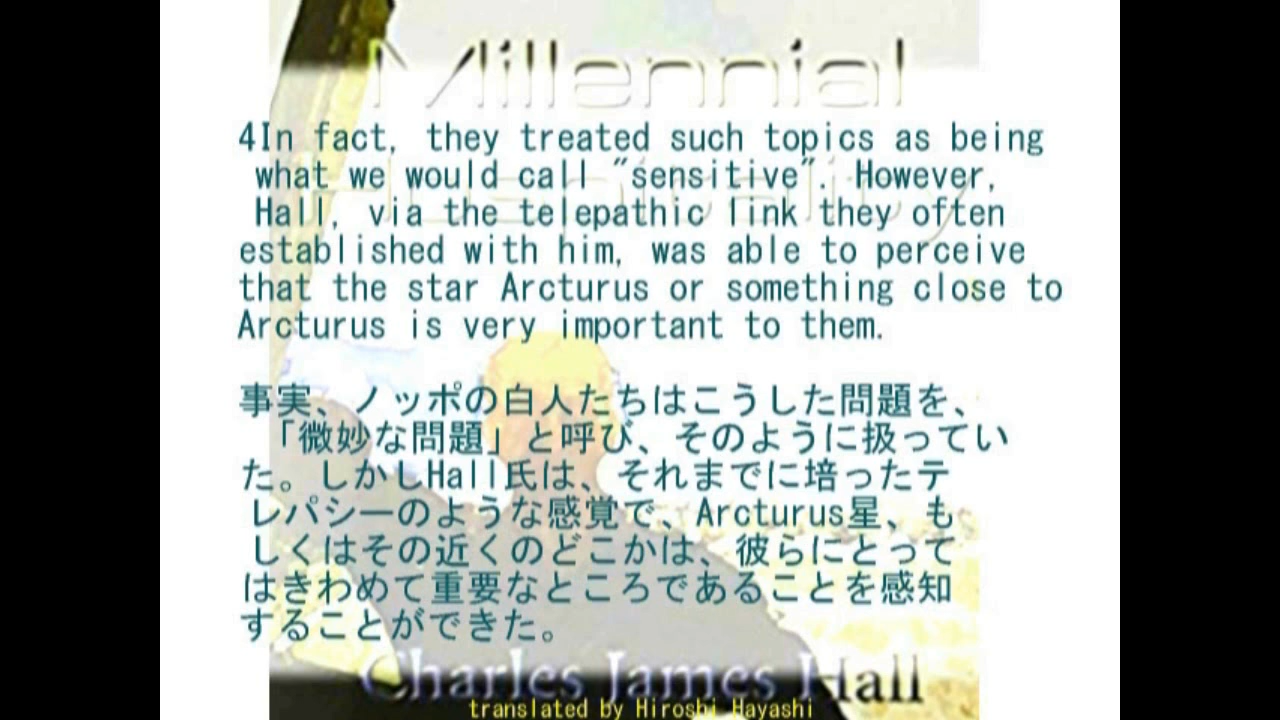 Millennial
Hospitality
4In fact, they treated such topics as being
what we would call "sensitive". However,
Hall, via the telepathic link they often
established with him, was able to perceive
that the star Arcturus or something close to
Arcturus is very important to them.
事実、ノッポの白人たちはこうした問題を、
「微妙な問題」と呼び、そのように扱ってい
た。しかしHall氏は、それまでに培ったテ
レパシーのような感覚で、Arcturus星、も
しくはその近くのどこかは、彼らにとって
はきわめて重要なところであることを感知
することができた。
Charles James Hall
translated by Hiroshi Hayashi